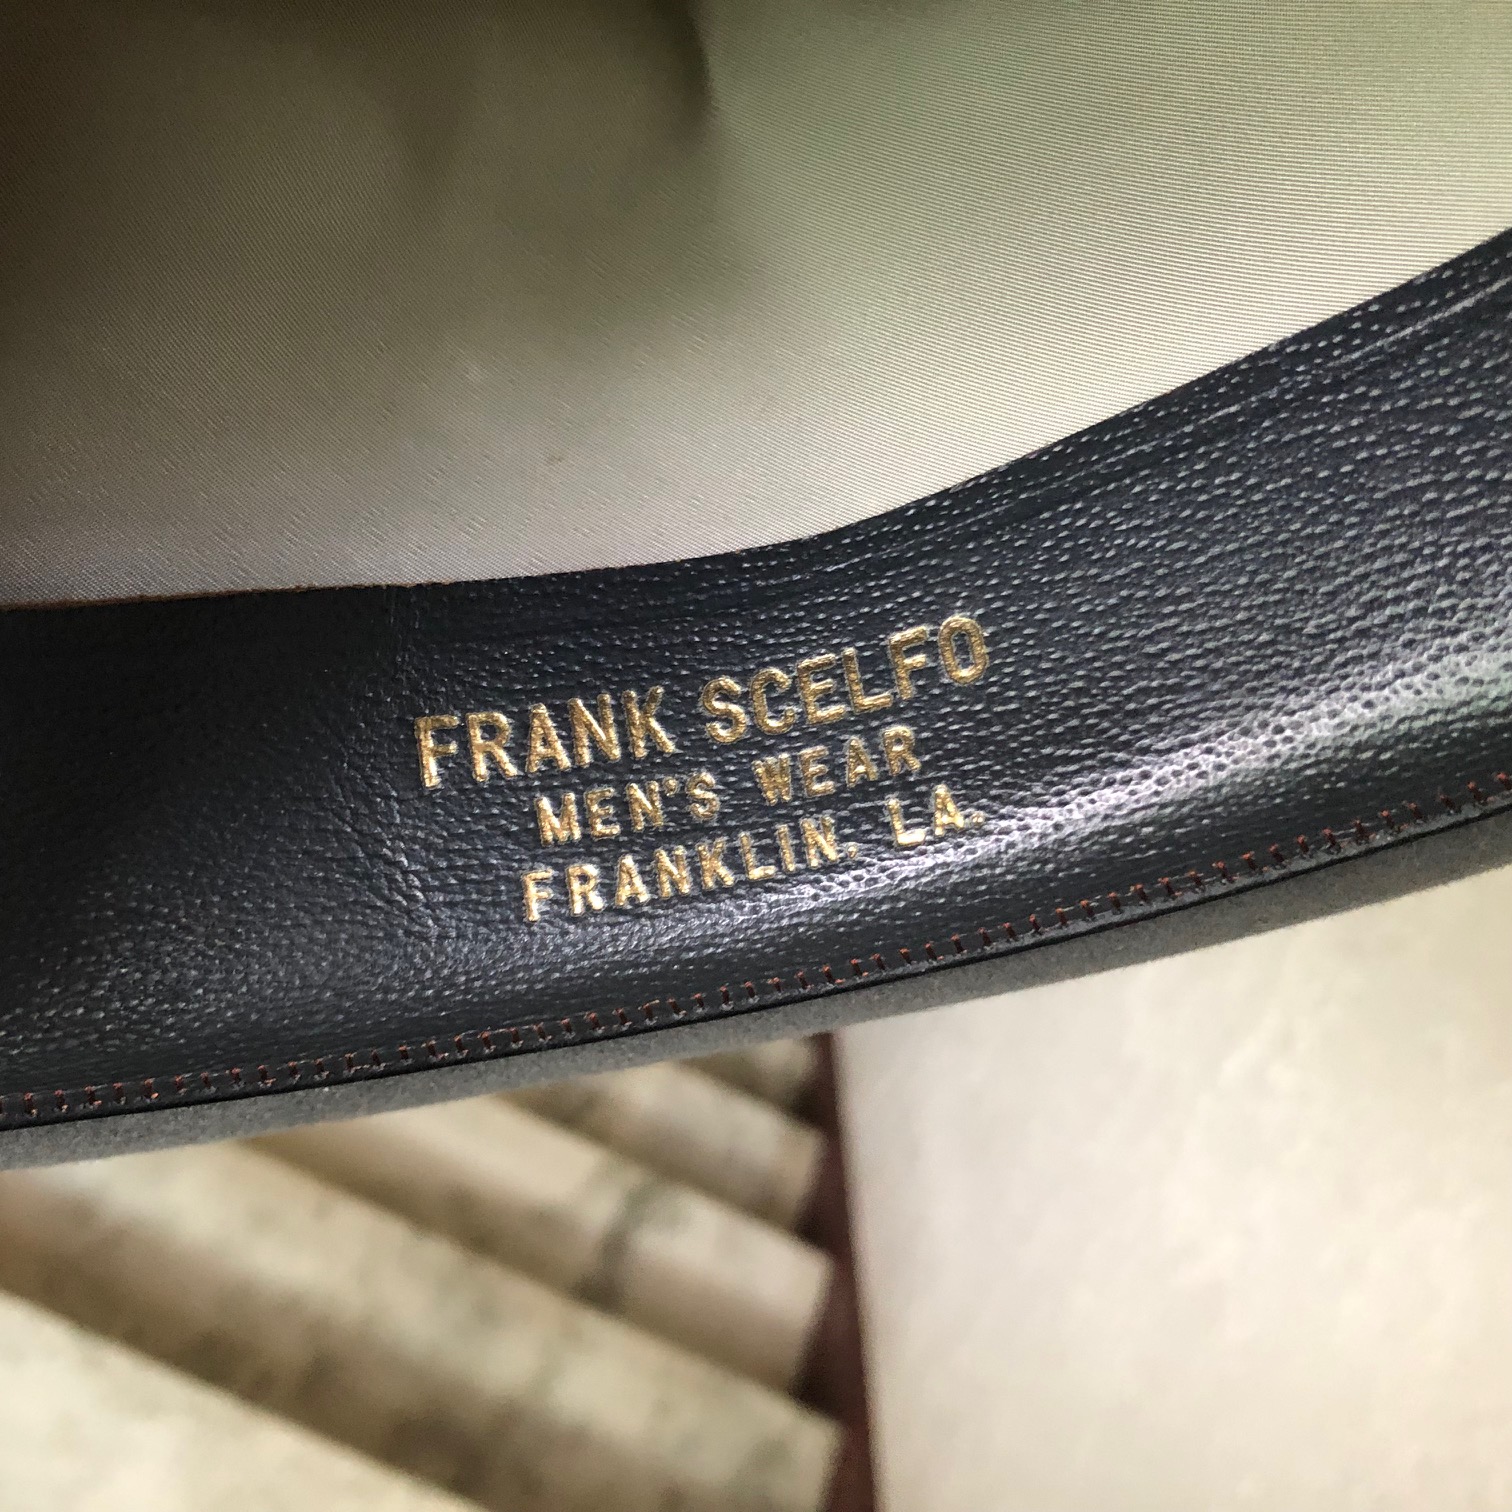 FRANK SCELFO
MEN'S WEAR
FRANKLIN, LA.